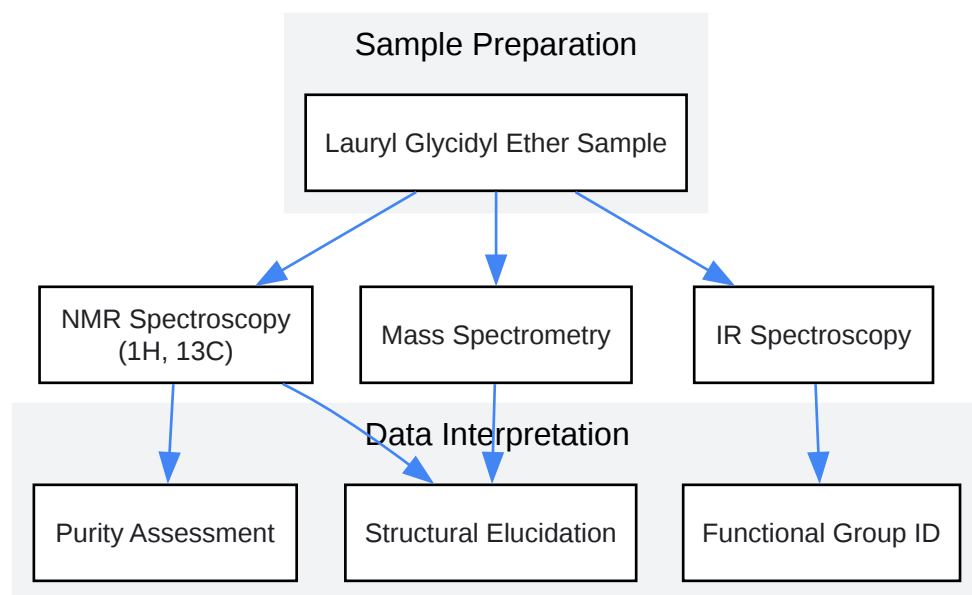 Sample Preparation
Lauryl Glycidyl Ether Sample
NMR Spectroscopy
(1H, 13C)
Mass Spectrometry
IR Spectroscopy
Data Interpretation
Purity Assessment
Structural Elucidation
Functional Group ID